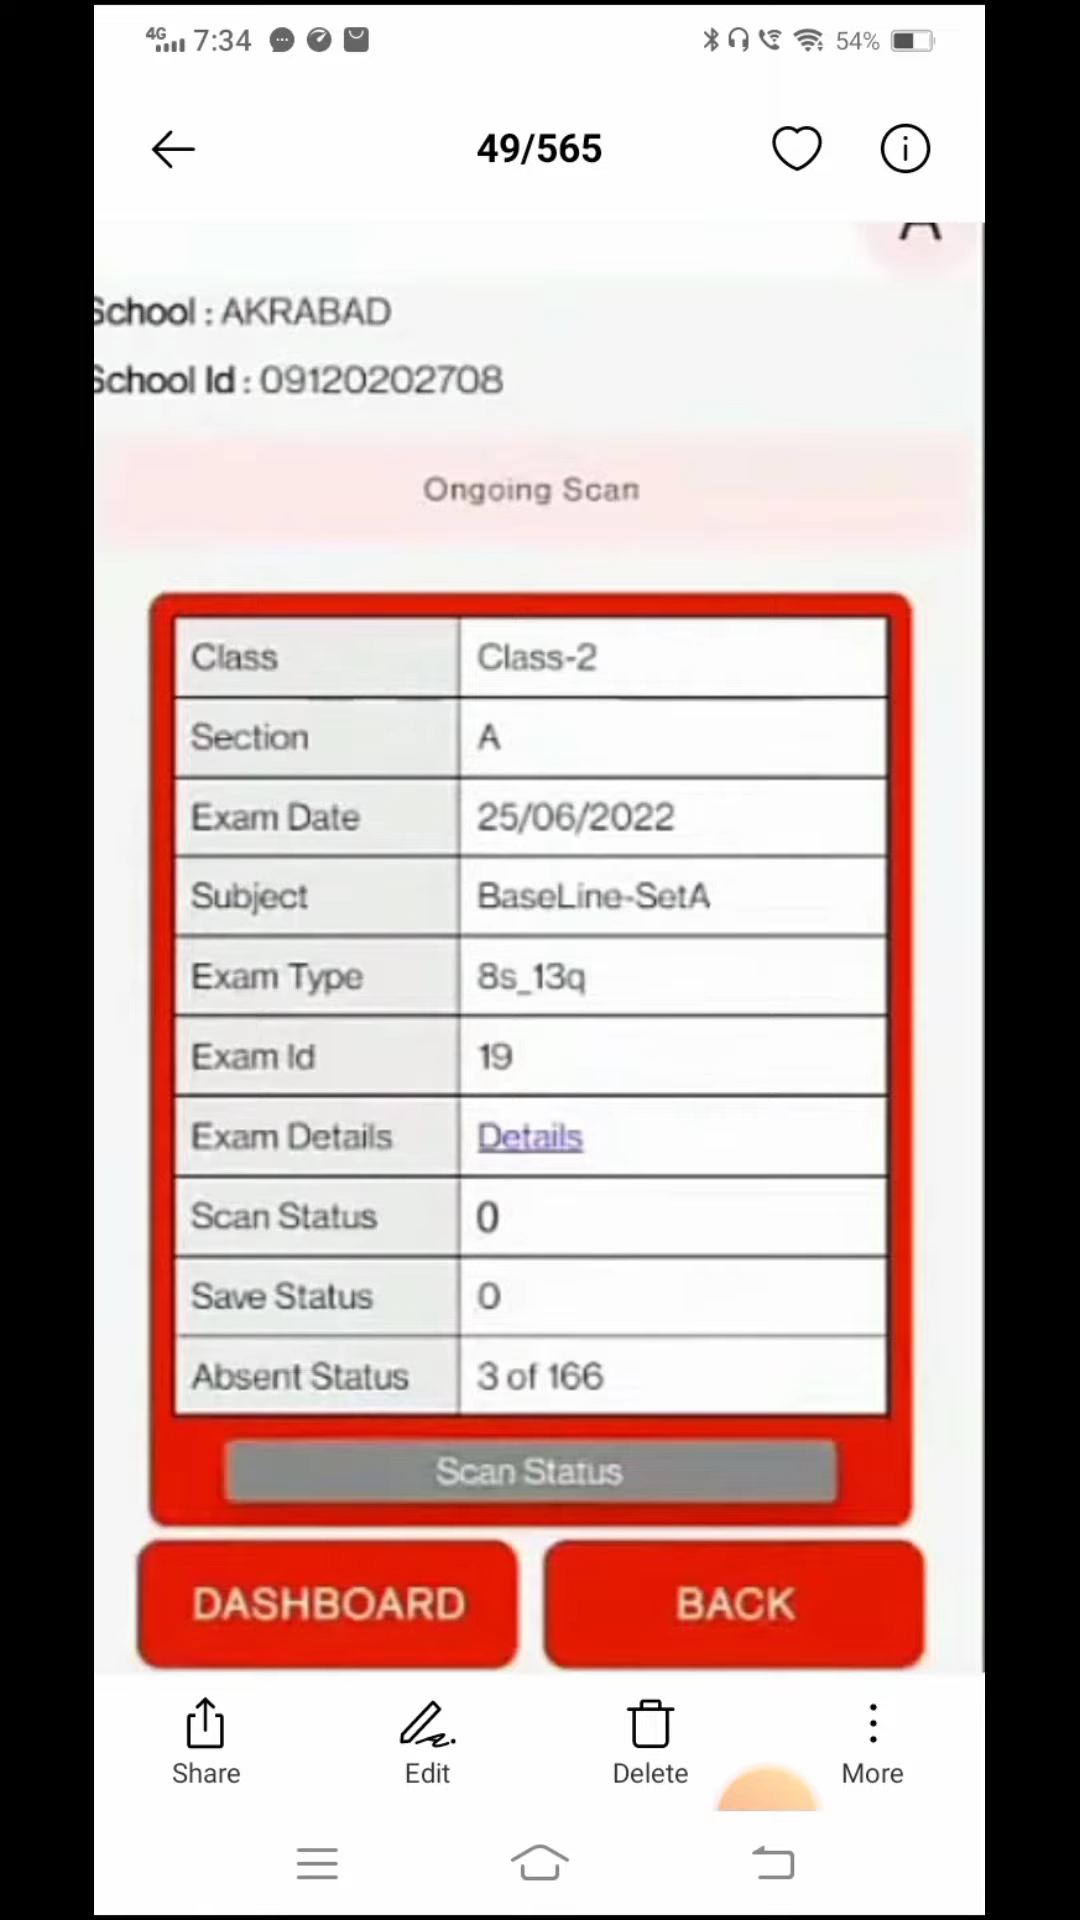 4G 7:34 54%
49/565
A
School : AKRABAD
School Id : 09120202708
Ongoing Scan
Class Class-2
Section A
Exam Date 25/06/2022
Subject BaseLine-SetA
Exam Type 8s_13q
Exam Id 19
Exam Details Details
Scan Status 0
Save Status 0
Absent Status 3 of 166
Scan Status
DASHBOARD BACK
Share Edit Delete More